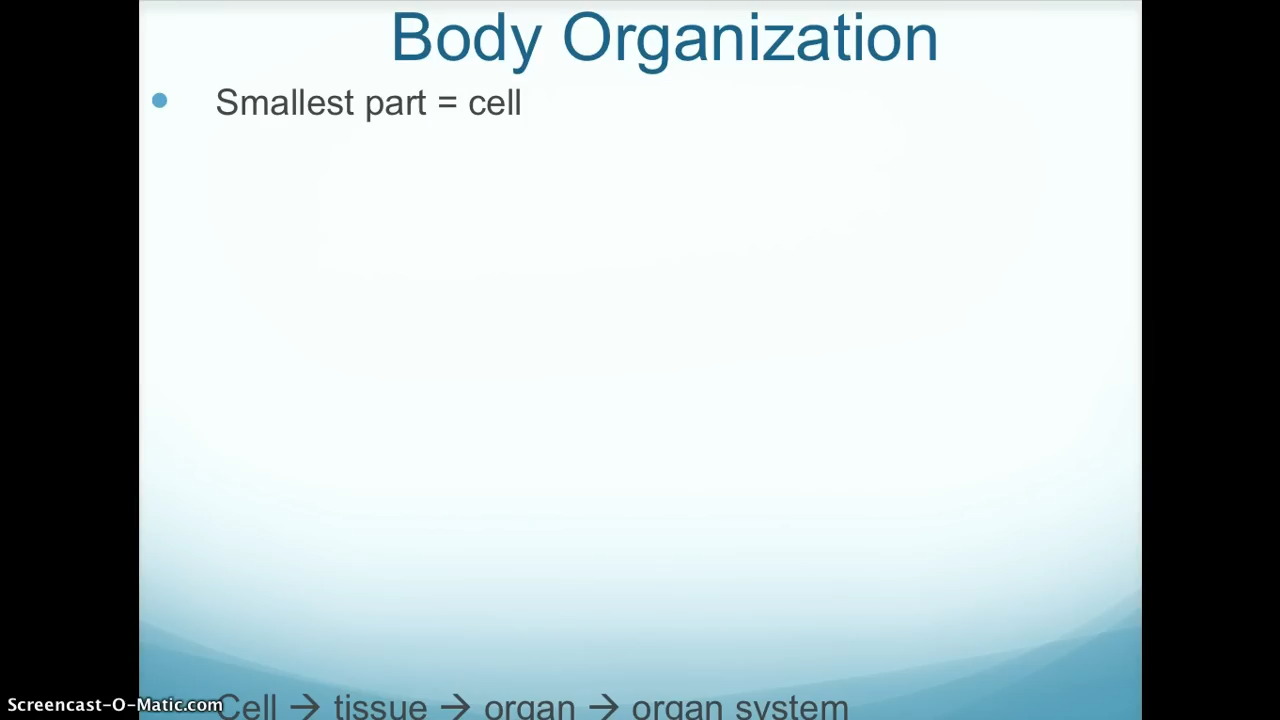 Body Organization
Smallest part = cell
Cell → tissue → organ → organ system
Screencast-O-Matic.com